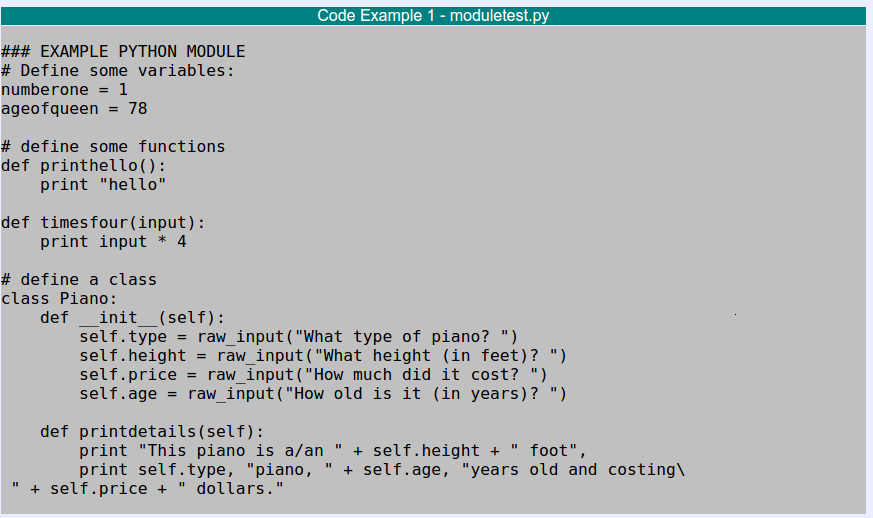 Code Example 1 - moduletest.py
### EXAMPLE PYTHON MODULE
# Define some variables:
numberone = 1
ageofqueen = 78

# define some functions
def printhello():
    print "hello"

def timesfour(input):
    print input * 4

# define a class
class Piano:
    def __init__(self):
        self.type = raw_input("What type of piano? ")
        self.height = raw_input("What height (in feet)? ")
        self.price = raw_input("How much did it cost? ")
        self.age = raw_input("How old is it (in years)? ")

    def printdetails(self):
        print "This piano is a/an " + self.height + " foot",
        print self.type, "piano, " + self.age, "years old and costing\
 " + self.price + " dollars."